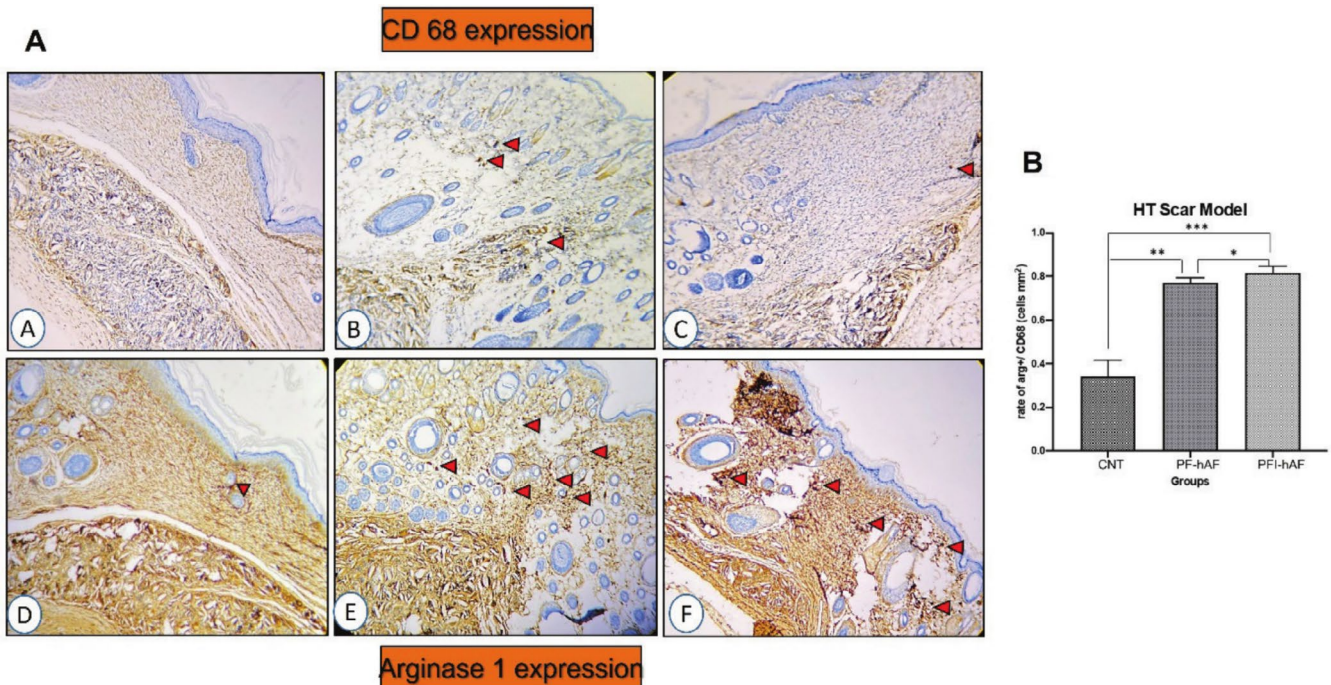 CD 68 expression
A
A
B
C
D
E
F
Arginase 1 expression
B
HT Scar Model
***
**
*
rate of arg+/ CD68 (cells mm²)
1.0
0.8
0.6
0.4
0.2
0.0
CNT
PF-hAF
PFI-hAF
Groups